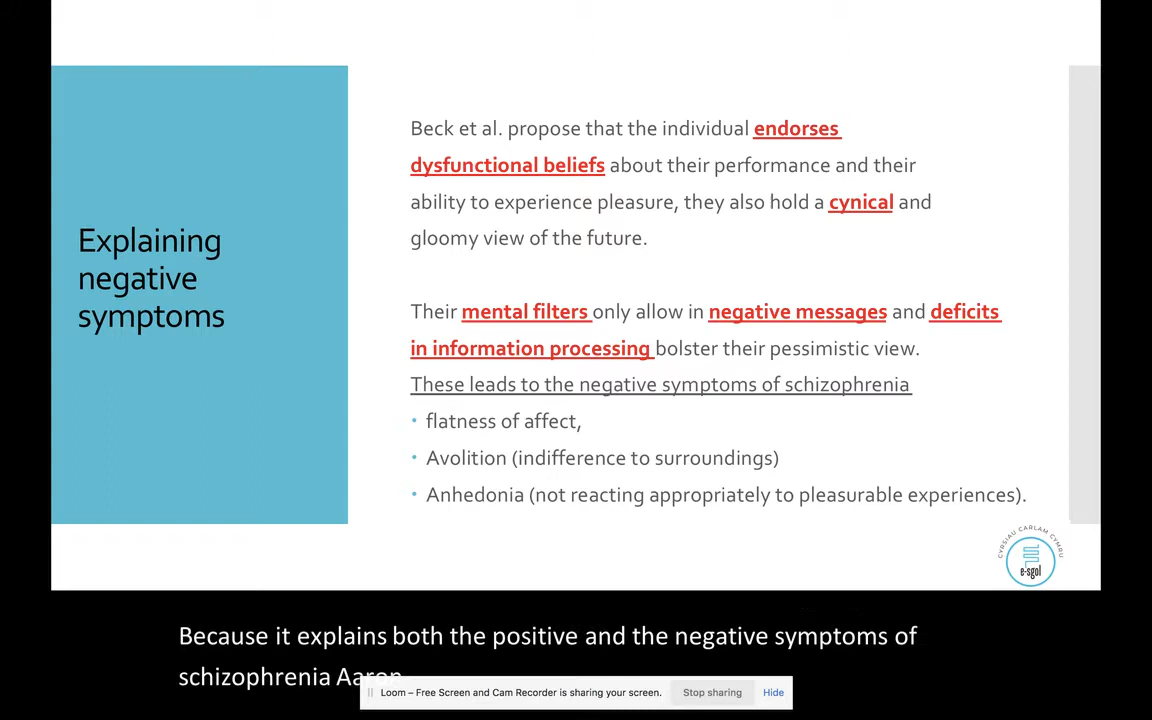 Explaining
negative
symptoms
Beck et al. propose that the individual endorses
dysfunctional beliefs about their performance and their
ability to experience pleasure, they also hold a cynical and
gloomy view of the future.
Their mental filters only allow in negative messages and deficits
in information processing bolster their pessimistic view.
These leads to the negative symptoms of schizophrenia
• flatness of affect,
• Avolition (indifference to surroundings)
• Anhedonia (not reacting appropriately to pleasurable experiences).
CYRSIAU CARLAM CYMRU
e-sgol
Because it explains both the positive and the negative symptoms of
schizophrenia Aaron
Loom – Free Screen and Cam Recorder is sharing your screen. Stop sharing Hide